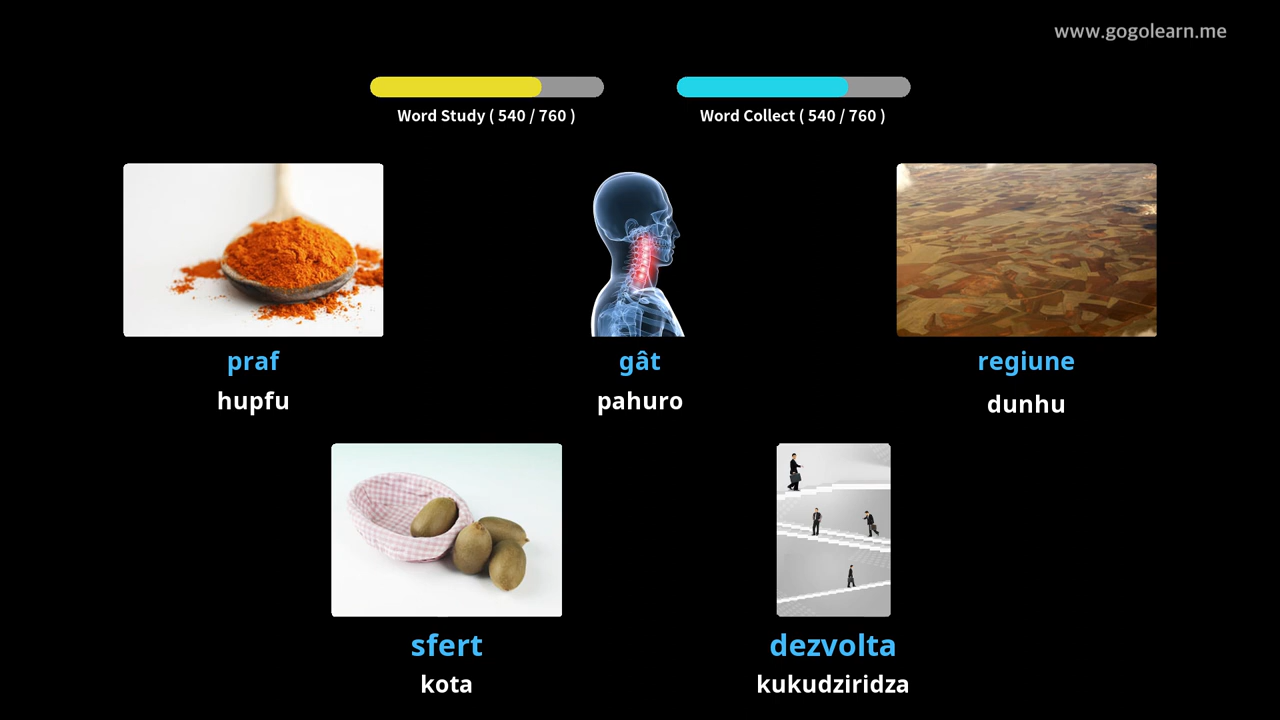 www.gogolearn.me
Word Study ( 540 / 760 )
Word Collect ( 540 / 760 )
praf
gât
regiune
hupfu
pahuro
dunhu
sfert
dezvolta
kota
kukudziridza